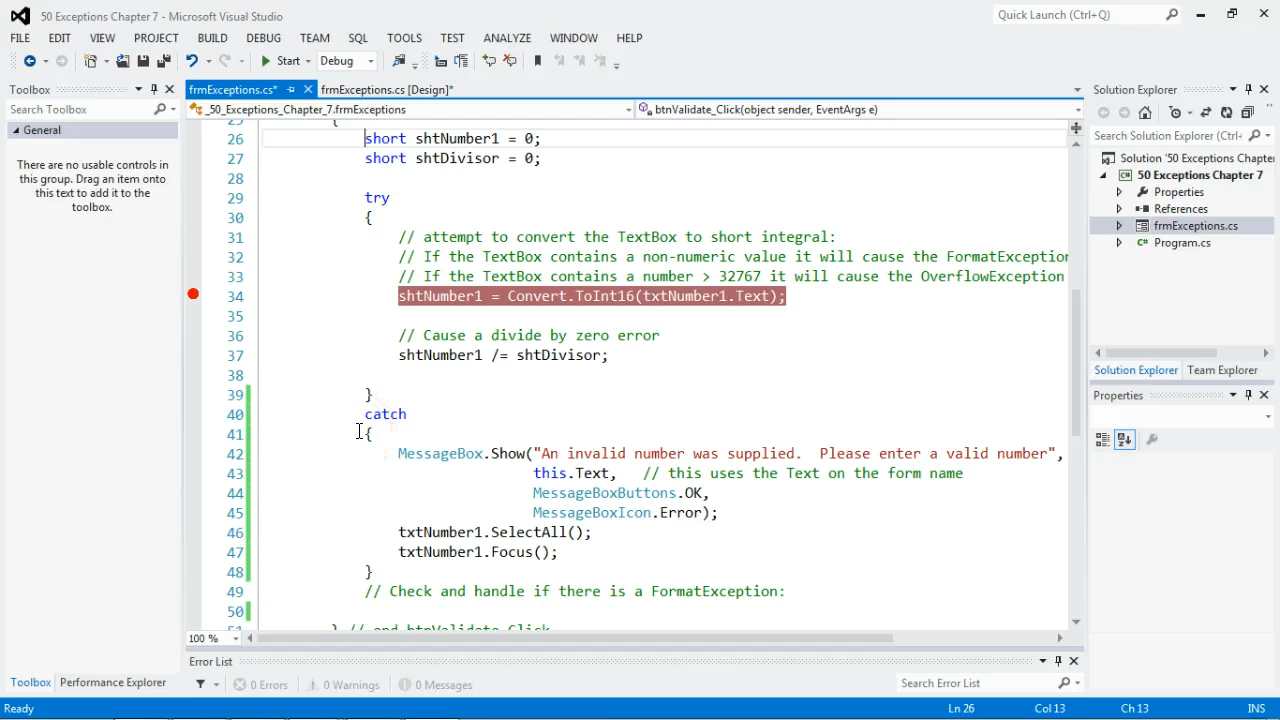 50 Exceptions Chapter 7 - Microsoft Visual Studio
Quick Launch (Ctrl+Q)
FILE EDIT VIEW PROJECT BUILD DEBUG TEAM SQL TOOLS TEST ANALYZE WINDOW HELP
Start Debug
Toolbox
frmExceptions.cs*
frmExceptions.cs [Design]*
Solution Explorer
Search Toolbox
_50_Exceptions_Chapter_7.frmExceptions
btnValidate_Click(object sender, EventArgs e)
General
There are no usable controls in
this group. Drag an item onto
this text to add it to the
toolbox.
{
26 short shtNumber1 = 0;
27 short shtDivisor = 0;
28
29 try
30 {
31 // attempt to convert the TextBox to short integral:
32 // If the TextBox contains a non-numeric value it will cause the FormatException
33 // If the TextBox contains a number > 32767 it will cause the OverflowException
34 shtNumber1 = Convert.ToInt16(txtNumber1.Text);
35
36 // Cause a divide by zero error
37 shtNumber1 /= shtDivisor;
38
39 }
40 catch
41 {
42 MessageBox.Show("An invalid number was supplied.  Please enter a valid number",
43 this.Text, // this uses the Text on the form name
44 MessageBoxButtons.OK,
45 MessageBoxIcon.Error);
46 txtNumber1.SelectAll();
47 txtNumber1.Focus();
48 }
49 // Check and handle if there is a FormatException:
50
51 } // end btnValidate_Click
100 %
Search Solution Explorer (Ctrl+
Solution '50 Exceptions Chapte
50 Exceptions Chapter 7
Properties
References
frmExceptions.cs
Program.cs
Solution Explorer Team Explorer
Properties
Error List
Toolbox Performance Explorer
0 Errors 0 Warnings 0 Messages
Search Error List
Ready
Ln 26 Col 13 Ch 13 INS